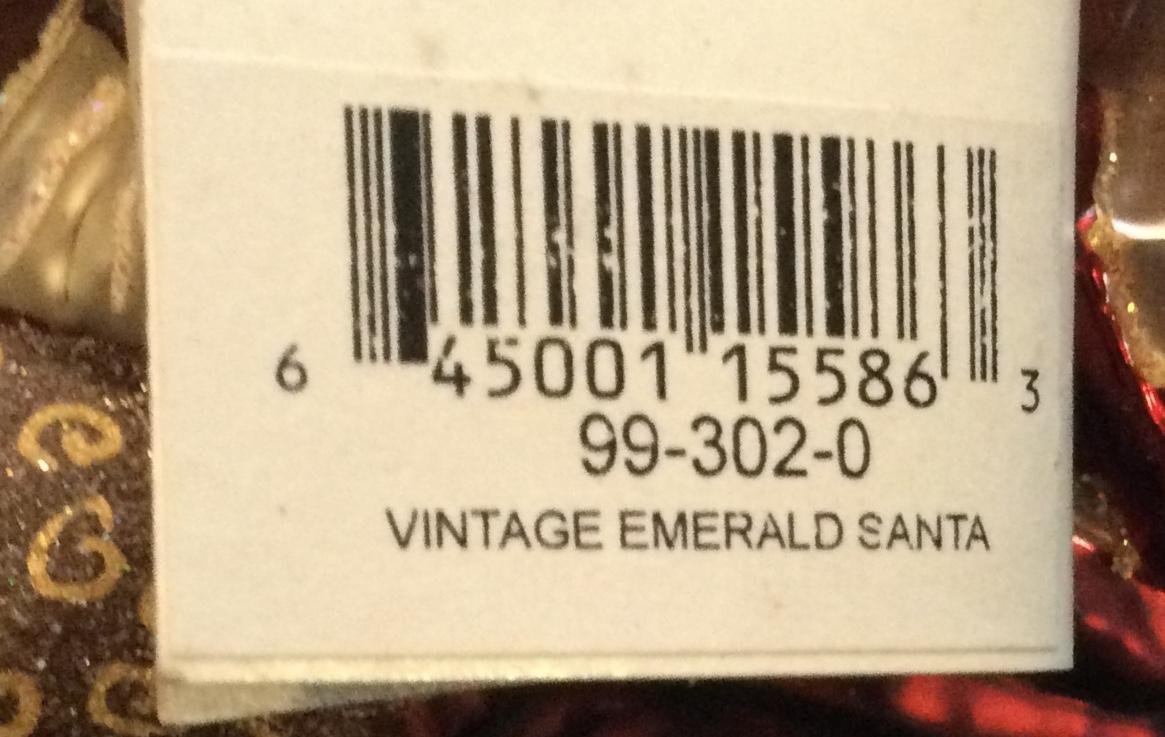 6 45001 15586 3
99-302-0
VINTAGE EMERALD SANTA